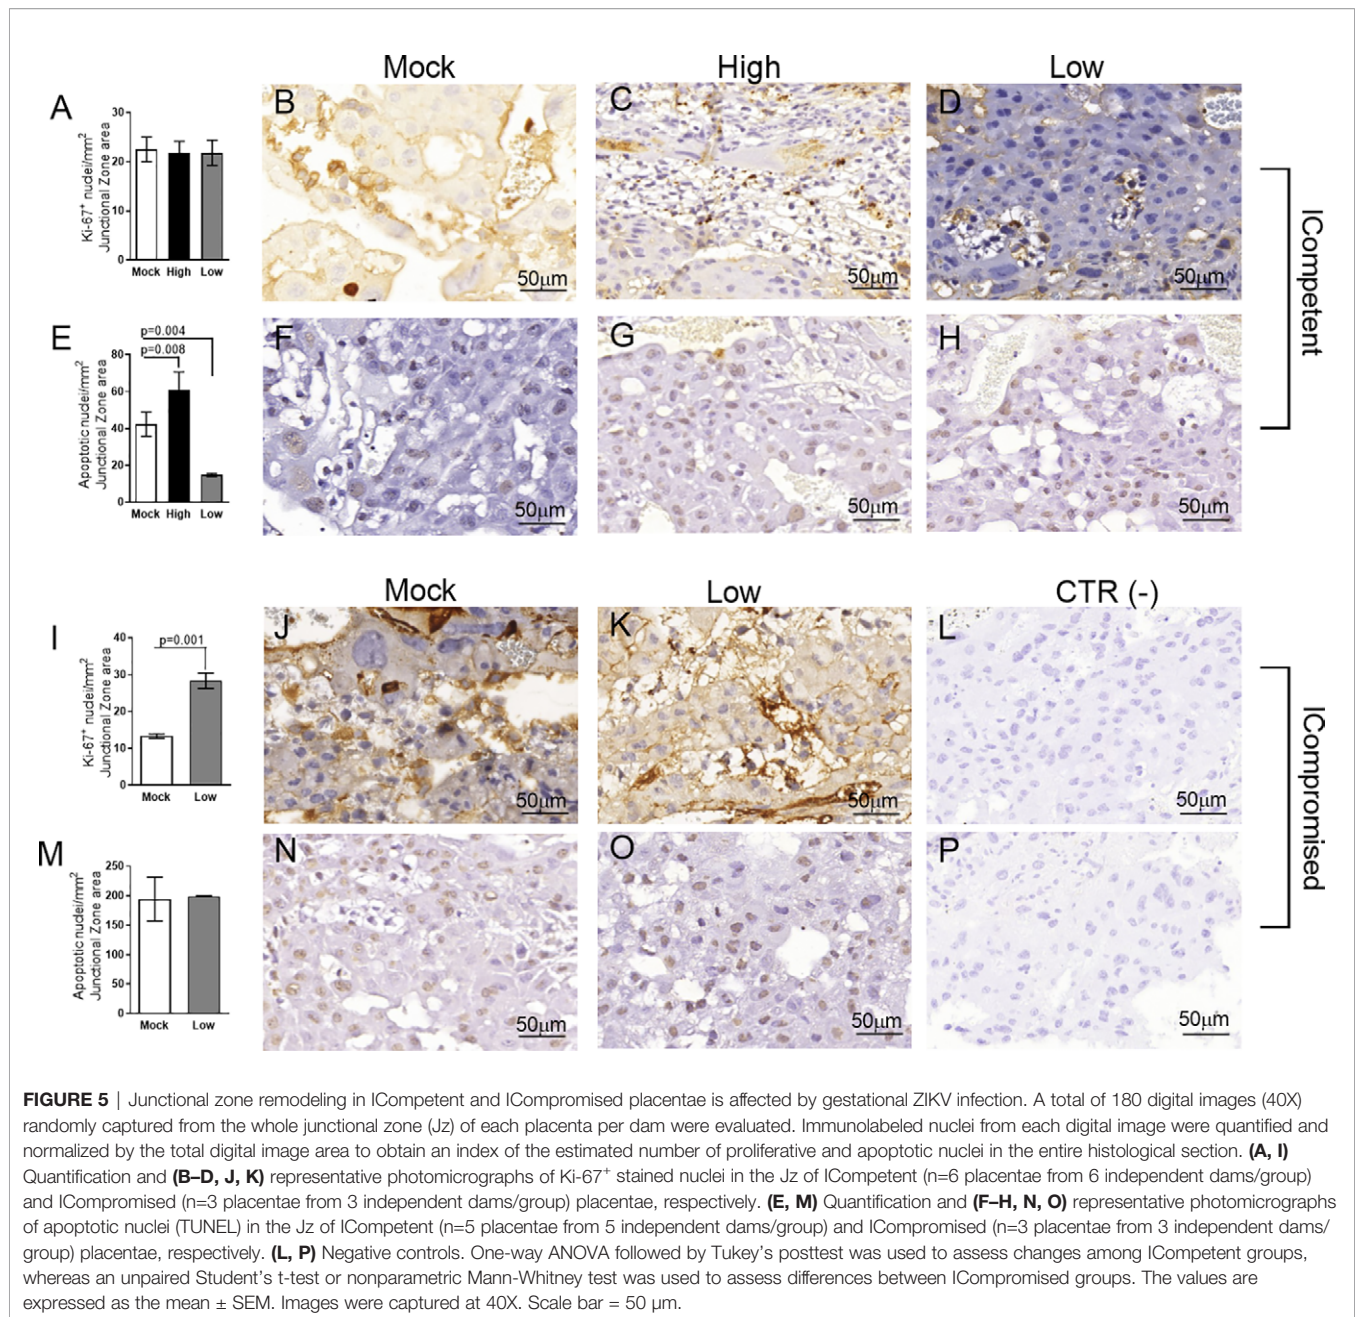 Mock High Low
A
30
20
10
0
Ki-67+ nuclei/mm2
Junctional Zone area
Mock High Low
B
50μm
C
50μm
D
50μm
ICompetent
E
p=0.004
p=0.008
80
60
40
20
0
Apoptotic nuclei/mm2
Junctional Zone area
Mock High Low
F
50μm
G
50μm
H
50μm
Mock Low CTR (-)
I
p=0.001
40
30
20
10
0
Ki-67+ nuclei/mm2
Junctional Zone area
Mock Low
J
50μm
K
50μm
L
50μm
ICompromised
M
250
200
150
100
50
0
Apoptotic nuclei/mm2
Junctional Zone area
Mock Low
N
50μm
O
50μm
P
50μm
FIGURE 5 | Junctional zone remodeling in ICompetent and ICompromised placentae is affected by gestational ZIKV infection. A total of 180 digital images (40X)
randomly captured from the whole junctional zone (Jz) of each placenta per dam were evaluated. Immunolabeled nuclei from each digital image were quantified and
normalized by the total digital image area to obtain an index of the estimated number of proliferative and apoptotic nuclei in the entire histological section. (A, I)
Quantification and (B–D, J, K) representative photomicrographs of Ki-67+ stained nuclei in the Jz of ICompetent (n=6 placentae from 6 independent dams/group)
and ICompromised (n=3 placentae from 3 independent dams/group) placentae, respectively. (E, M) Quantification and (F–H, N, O) representative photomicrographs
of apoptotic nuclei (TUNEL) in the Jz of ICompetent (n=5 placentae from 5 independent dams/group) and ICompromised (n=3 placentae from 3 independent dams/
group) placentae, respectively. (L, P) Negative controls. One-way ANOVA followed by Tukey's posttest was used to assess changes among ICompetent groups,
whereas an unpaired Student's t-test or nonparametric Mann-Whitney test was used to assess differences between ICompromised groups. The values are
expressed as the mean ± SEM. Images were captured at 40X. Scale bar = 50 μm.